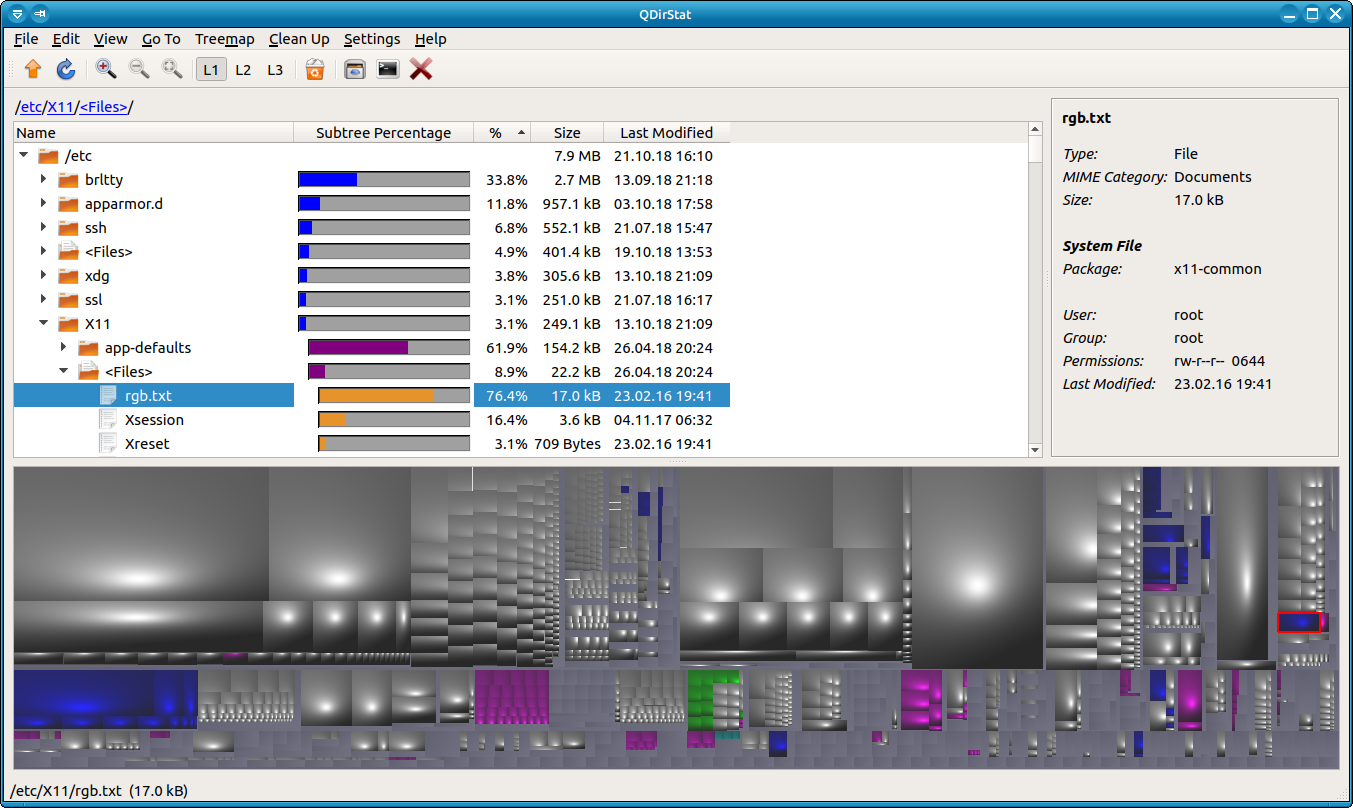 QDirStat
File Edit View Go To Treemap Clean Up Settings Help
L1 L2 L3
/etc/X11/<Files>/
Name Subtree Percentage % Size Last Modified
/etc 7.9 MB 21.10.18 16:10
brltty 33.8% 2.7 MB 13.09.18 21:18
apparmor.d 11.8% 957.1 kB 03.10.18 17:58
ssh 6.8% 552.1 kB 21.07.18 15:47
<Files> 4.9% 401.4 kB 19.10.18 13:53
xdg 3.8% 305.6 kB 13.10.18 21:09
ssl 3.1% 251.0 kB 21.07.18 16:17
X11 3.1% 249.1 kB 13.10.18 21:09
app-defaults 61.9% 154.2 kB 26.04.18 20:24
<Files> 8.9% 22.2 kB 26.04.18 20:24
rgb.txt 76.4% 17.0 kB 23.02.16 19:41
Xsession 16.4% 3.6 kB 04.11.17 06:32
Xreset 3.1% 709 Bytes 23.02.16 19:41
rgb.txt
Type: File
MIME Category: Documents
Size: 17.0 kB
System File
Package: x11-common
User: root
Group: root
Permissions: rw-r--r-- 0644
Last Modified: 23.02.16 19:41
/etc/X11/rgb.txt (17.0 kB)